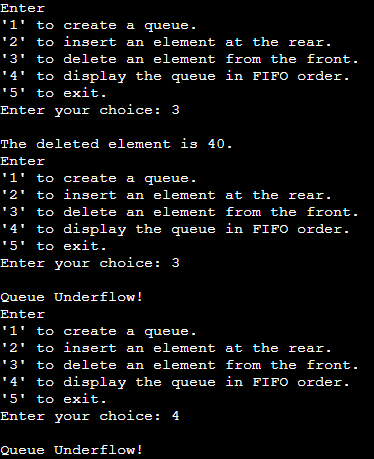 Enter
'1' to create a queue.
'2' to insert an element at the rear.
'3' to delete an element from the front.
'4' to display the queue in FIFO order.
'5' to exit.
Enter your choice: 3
The deleted element is 40.
Enter
'1' to create a queue.
'2' to insert an element at the rear.
'3' to delete an element from the front.
'4' to display the queue in FIFO order.
'5' to exit.
Enter your choice: 3
Queue Underflow!
Enter
'1' to create a queue.
'2' to insert an element at the rear.
'3' to delete an element from the front.
'4' to display the queue in FIFO order.
'5' to exit.
Enter your choice: 4
Queue Underflow!